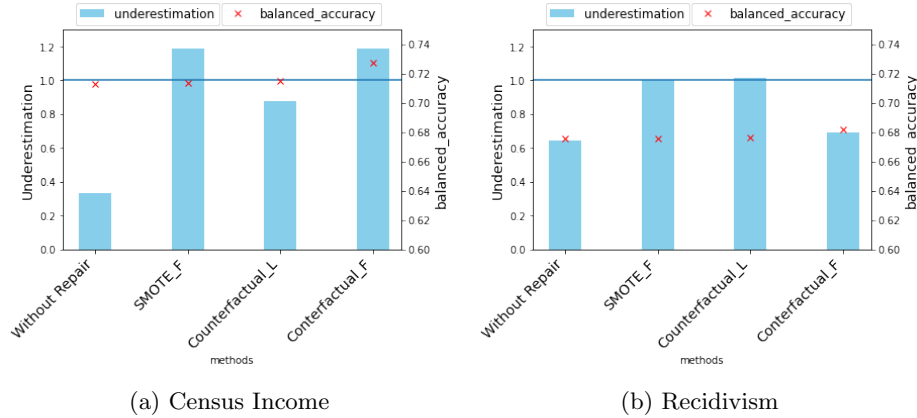 underestimation
balanced_accuracy
Underestimation
1.2
1.0
0.8
0.6
0.4
0.2
0.0
0.74
0.72
0.70
0.68
0.66
0.64
0.62
0.60
balanced_accuracy
Without Repair
SMOTE_F
Counterfactual_L
Conterfactual_F
methods
(a) Census Income
underestimation
balanced_accuracy
Underestimation
1.2
1.0
0.8
0.6
0.4
0.2
0.0
0.74
0.72
0.70
0.68
0.66
0.64
0.62
0.60
balanced_accuracy
Without Repair
SMOTE_F
Counterfactual_L
Conterfactual_F
methods
(b) Recidivism